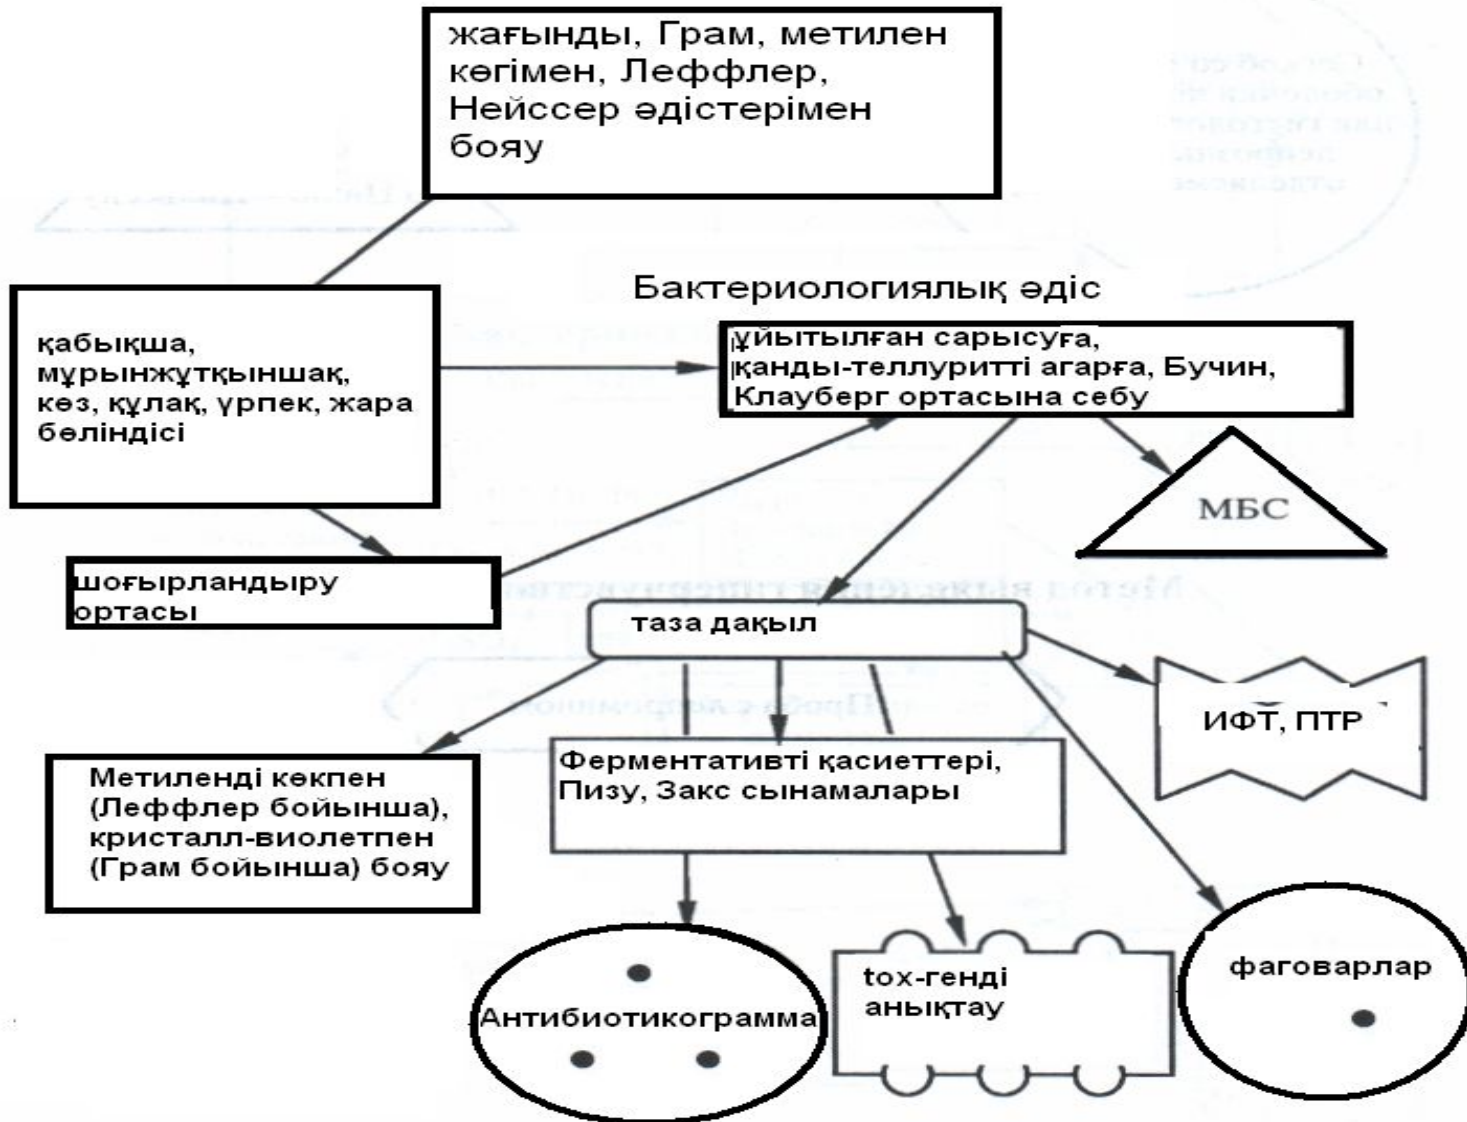 жағынды, Грам, метилен
көгімен, Леффлер,
Нейссер әдістерімен
бояу
Бактериологиялық әдіс
қабықша,
мұрынжұтқыншақ,
көз, құлақ, үрпек, жара
бөліндісі
ұйытылған сарысуға,
қанды-теллуритті агарға, Бучин,
Клауберг ортасына себу
МБС
шоғырландыру
ортасы
таза дақыл
ИФТ, ПТР
Метиленді көкпен
(Леффлер бойынша),
кристалл-виолетпен
(Грам бойынша) бояу
Ферментативті қасиеттері,
Пизу, Закс сынамалары
Антибиотикограмма
tox-генді
анықтау
фаговарлар